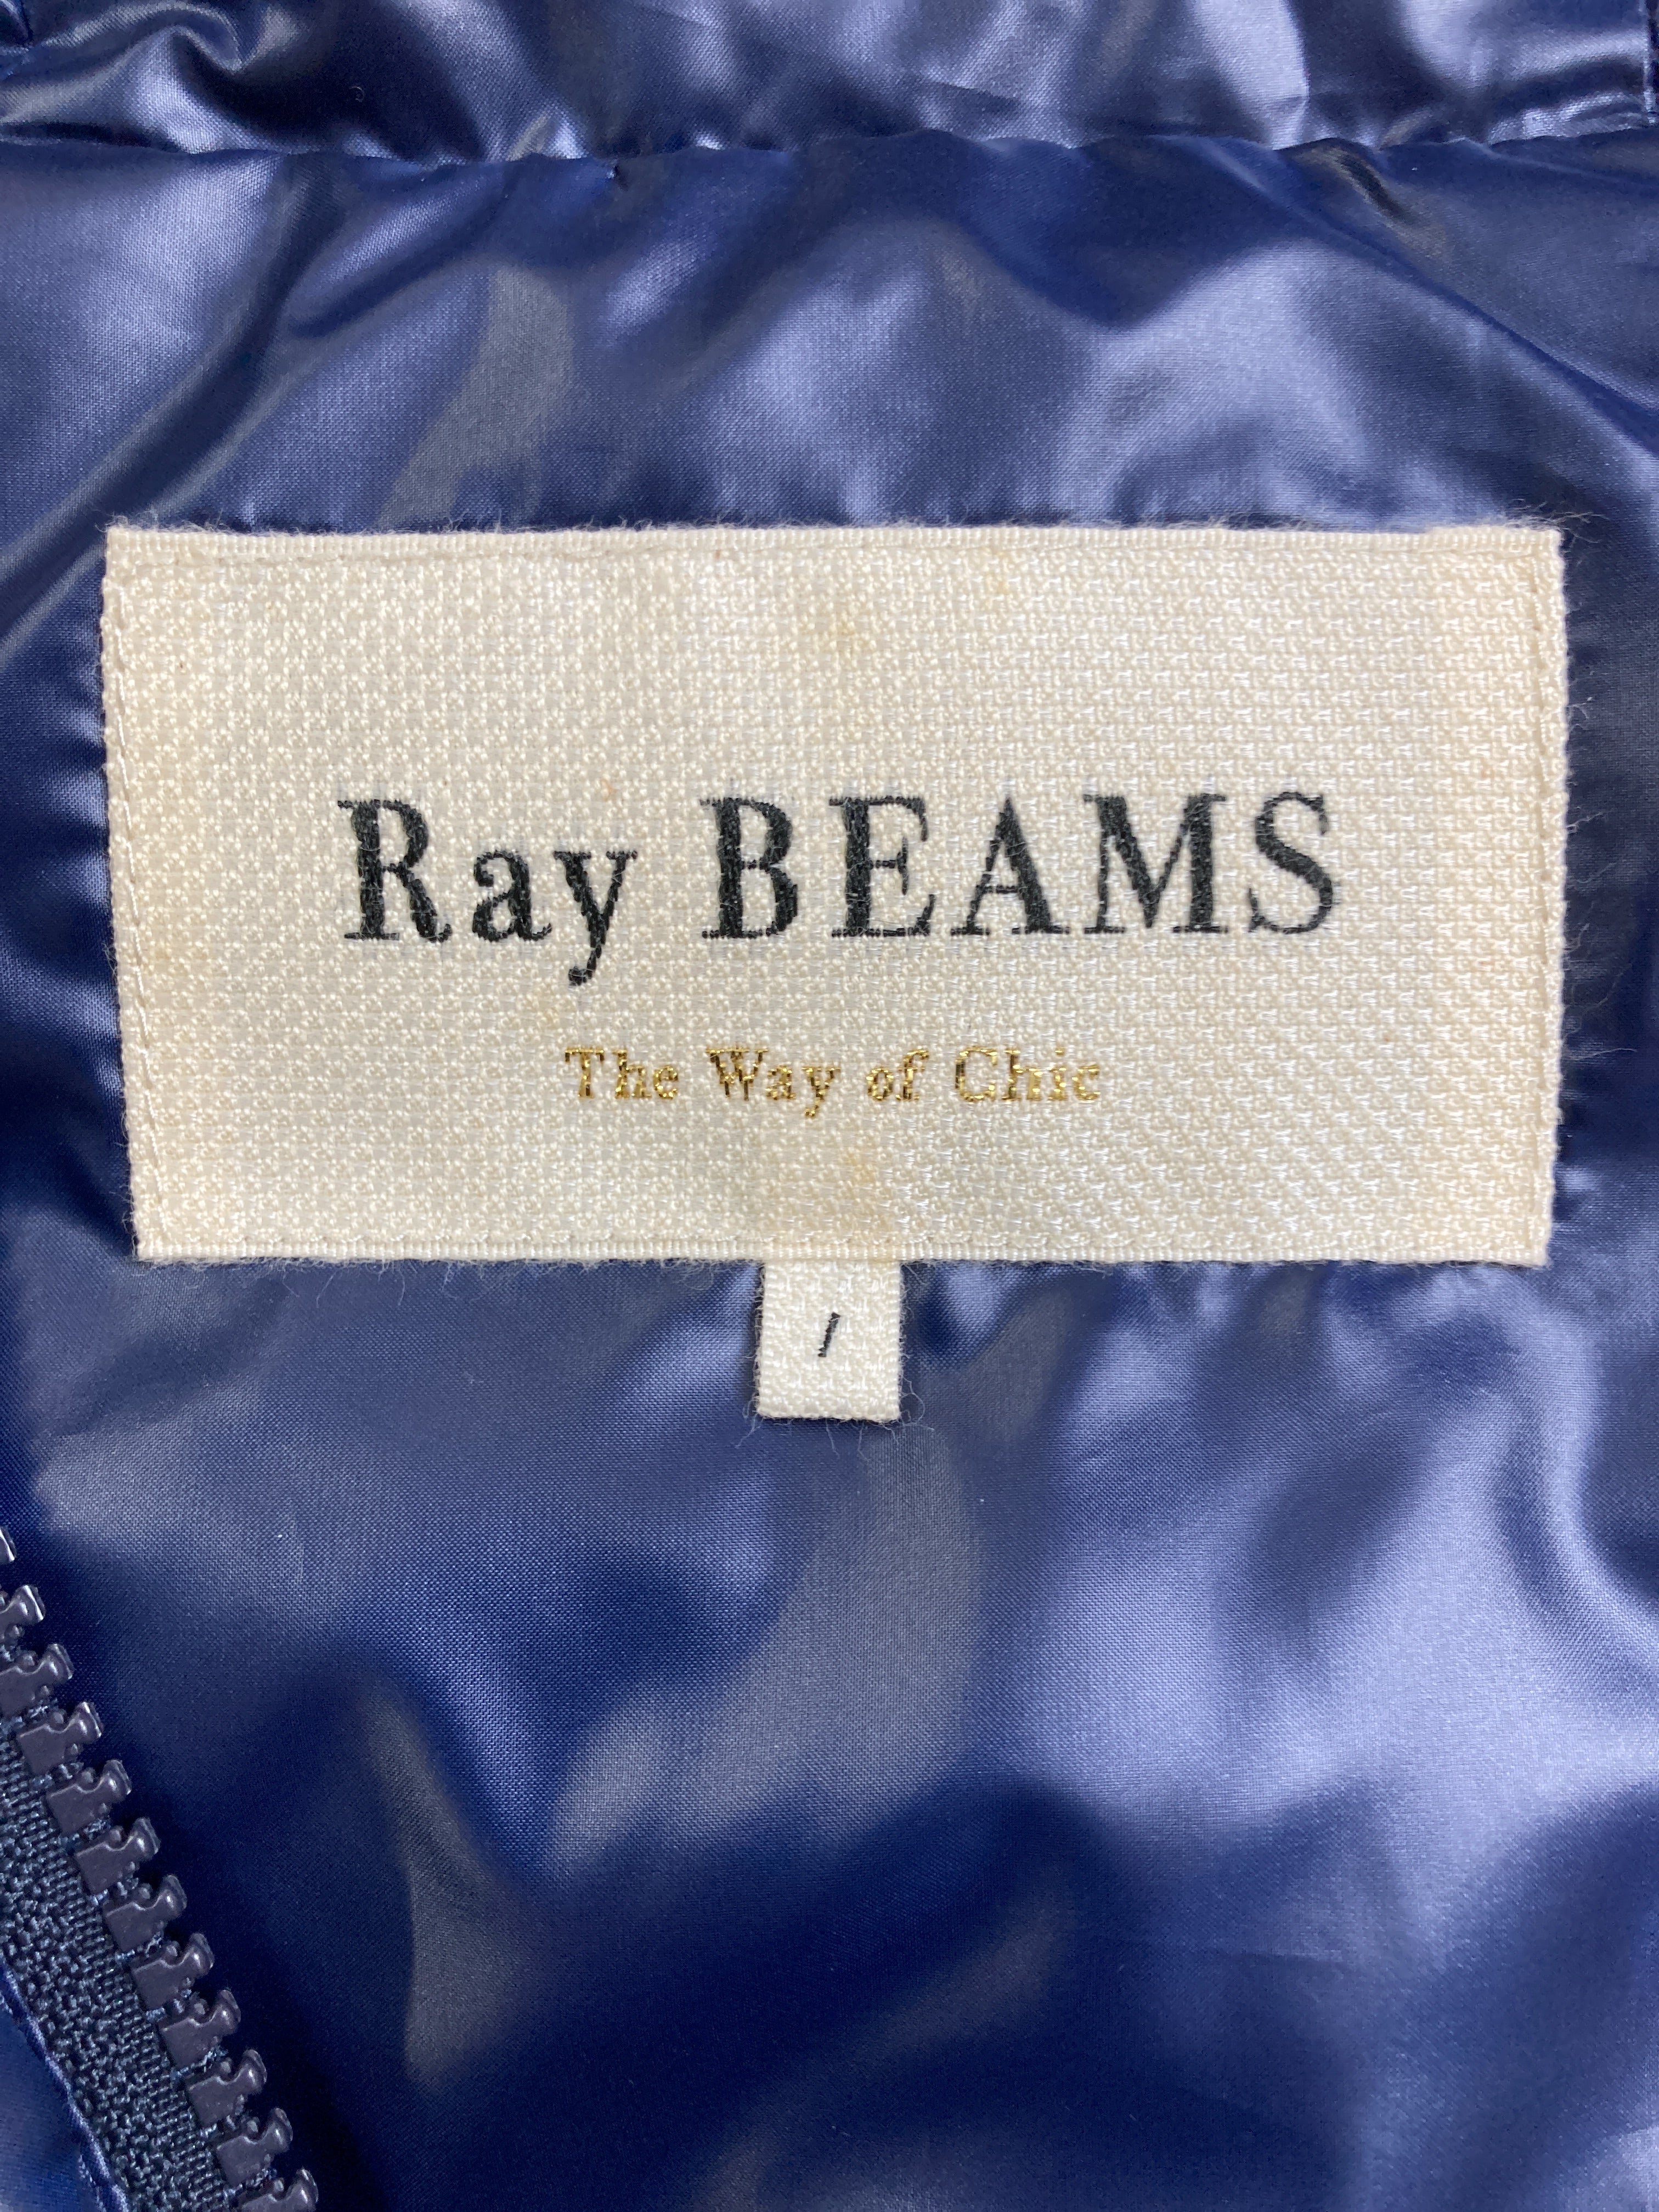 Ray BEAMS
The Way of Chic
1